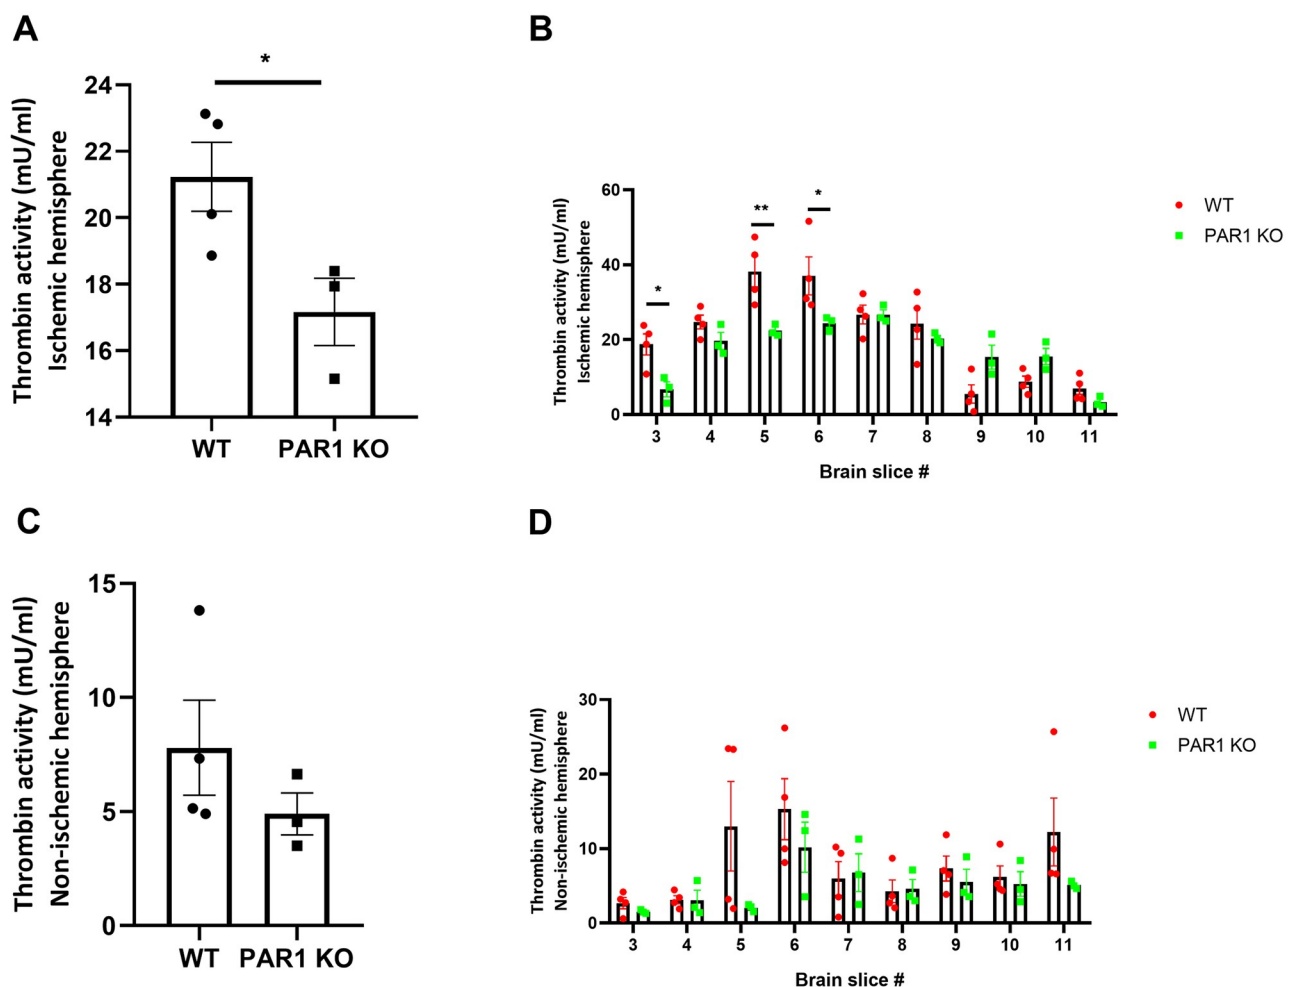 A
Thrombin activity (mU/ml)
Ischemic hemisphere
24
22
20
18
16
14
*
WT
PAR1 KO
B
Thrombin activity (mU/ml)
Ischemic hemisphere
60
40
20
0
*
**
*
3
4
5
6
7
8
9
10
11
Brain slice #
WT
PAR1 KO
C
Thrombin activity (mU/ml)
Non-ischemic hemisphere
15
10
5
0
WT
PAR1 KO
D
Thrombin activity (mU/ml)
Non-ischemic hemisphere
30
20
10
0
3
4
5
6
7
8
9
10
11
Brain slice #
WT
PAR1 KO